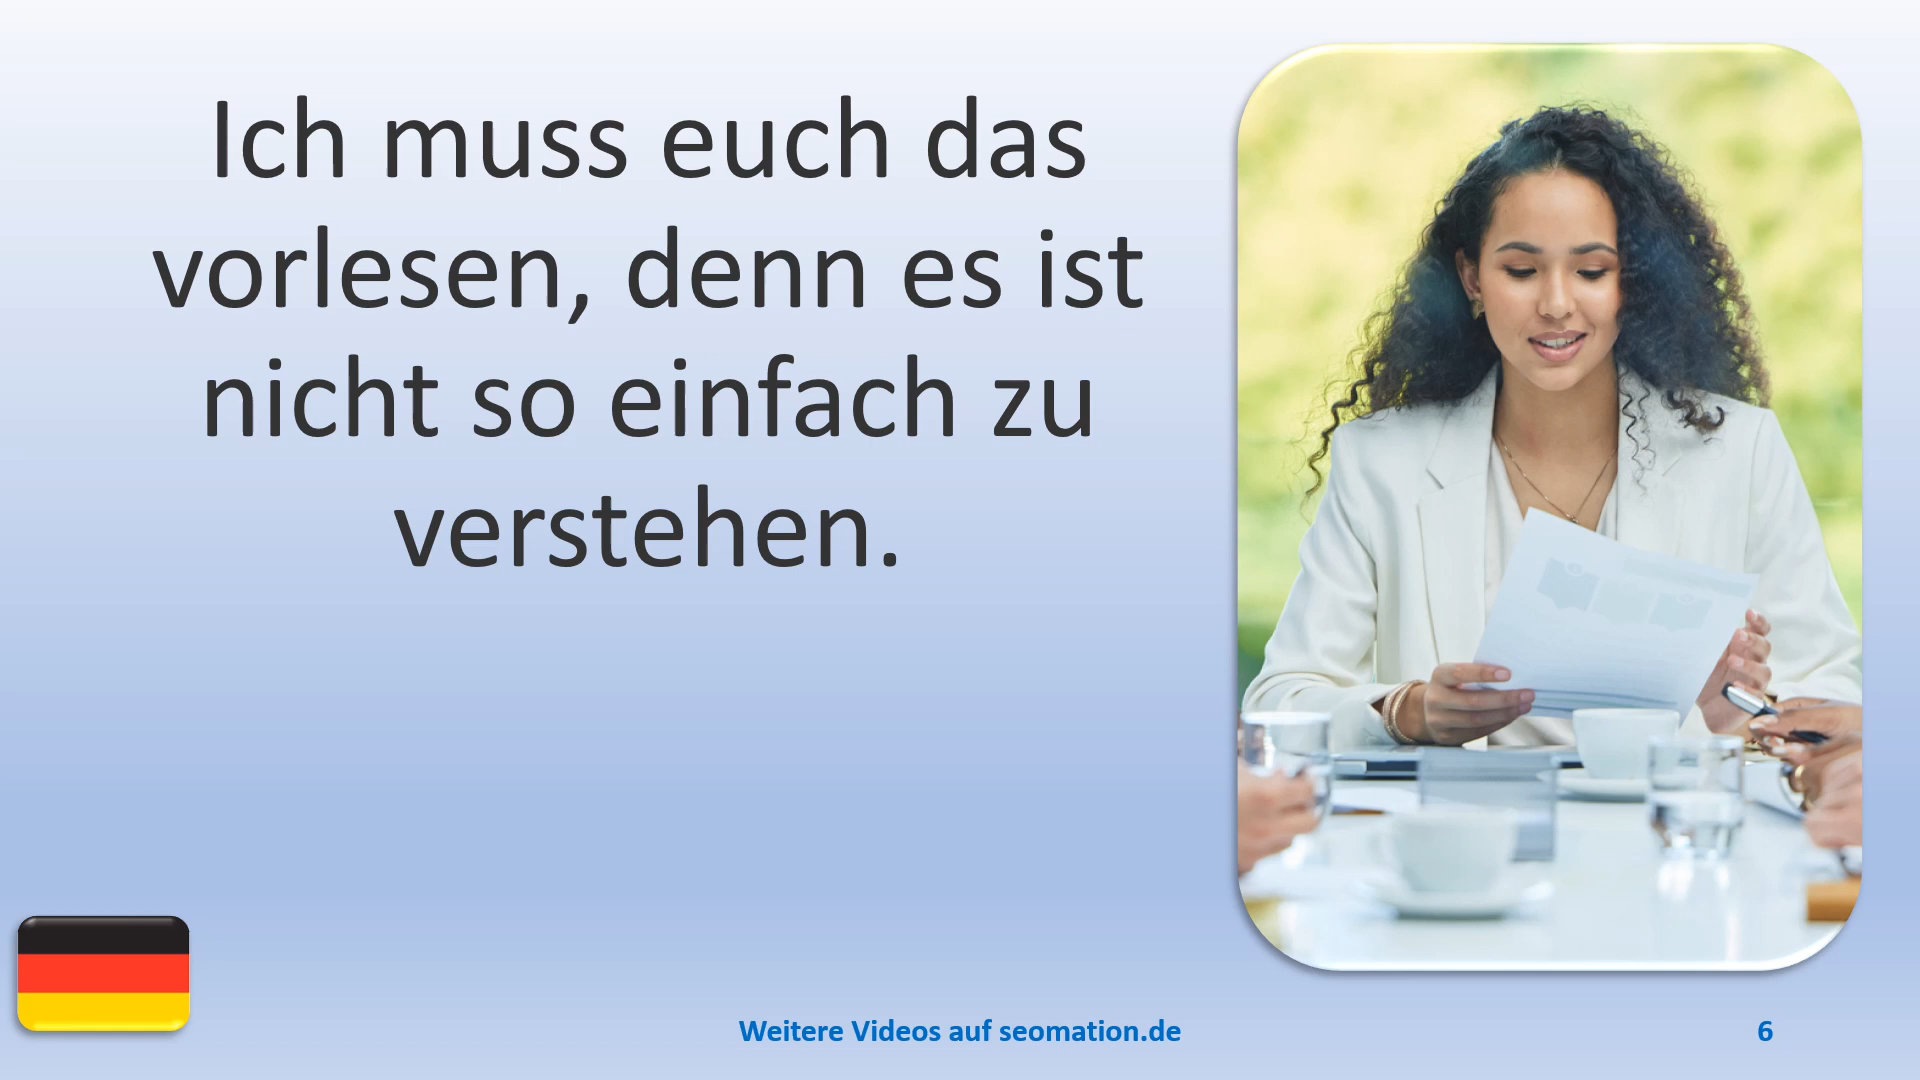 Ich muss euch das
vorlesen, denn es ist
nicht so einfach zu
verstehen.
Weitere Videos auf seomation.de
6